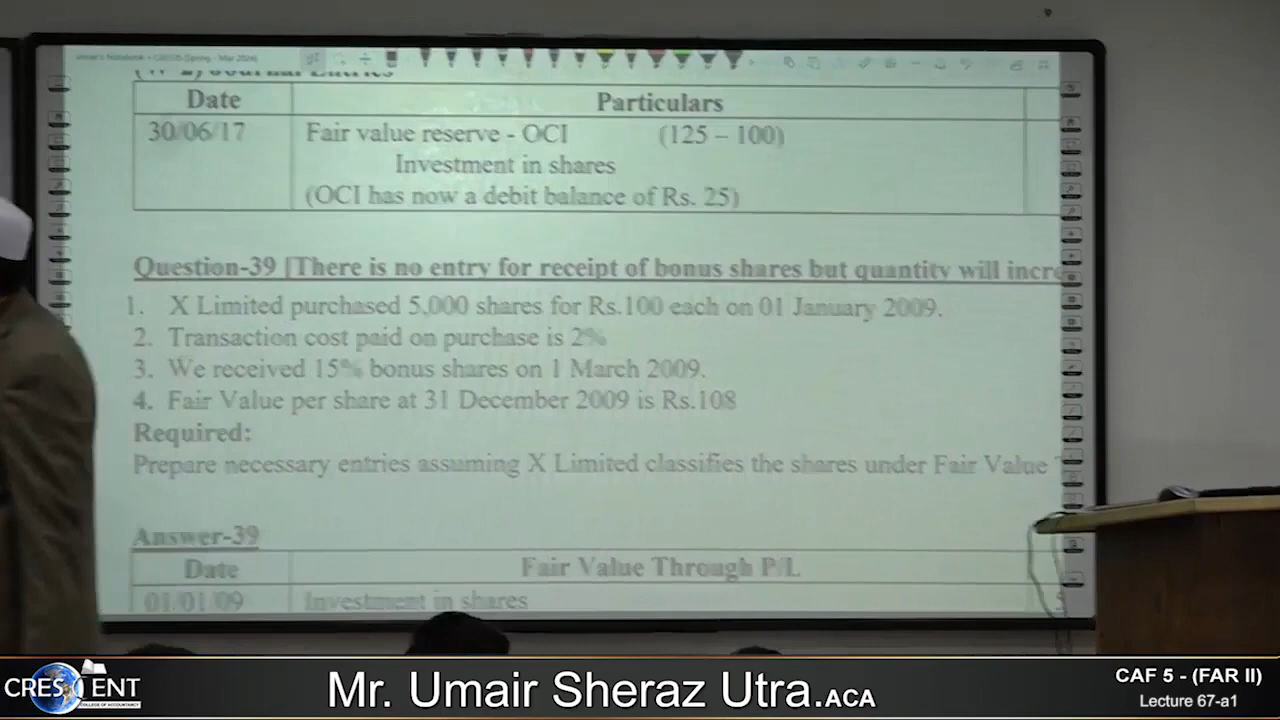 Date
Particulars
30/06/17
Fair value reserve - OCI (125 – 100)
Investment in shares
(OCI has now a debit balance of Rs. 25)
Question-39 [There is no entry for receipt of bonus shares but quantity will incre
1. X Limited purchased 5,000 shares for Rs.100 each on 01 January 2009.
2. Transaction cost paid on purchase is 2%
3. We received 15% bonus shares on 1 March 2009.
4. Fair Value per share at 31 December 2009 is Rs.108
Required:
Prepare necessary entries assuming X Limited classifies the shares under Fair Value
Answer-39
Date
Fair Value Through P/L
01/01/09
Investment in shares
5
CRESCENT
COLLEGE OF ACCOUNTANCY
Mr. Umair Sheraz Utra.ACA
CAF 5 - (FAR II)
Lecture 67-a1